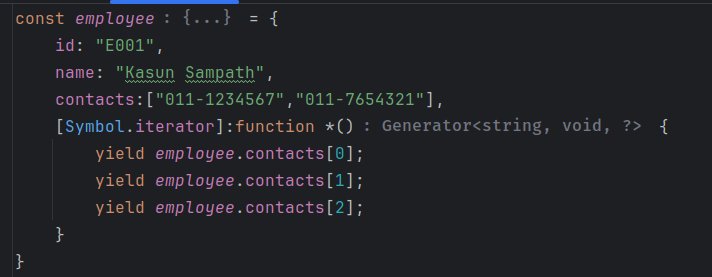 const employee : {...} = {
    id: "E001",
    name: "Kasun Sampath",
    contacts:["011-1234567","011-7654321"],
    [Symbol.iterator]:function *() : Generator<string, void, ?> {
        yield employee.contacts[0];
        yield employee.contacts[1];
        yield employee.contacts[2];
    }
}